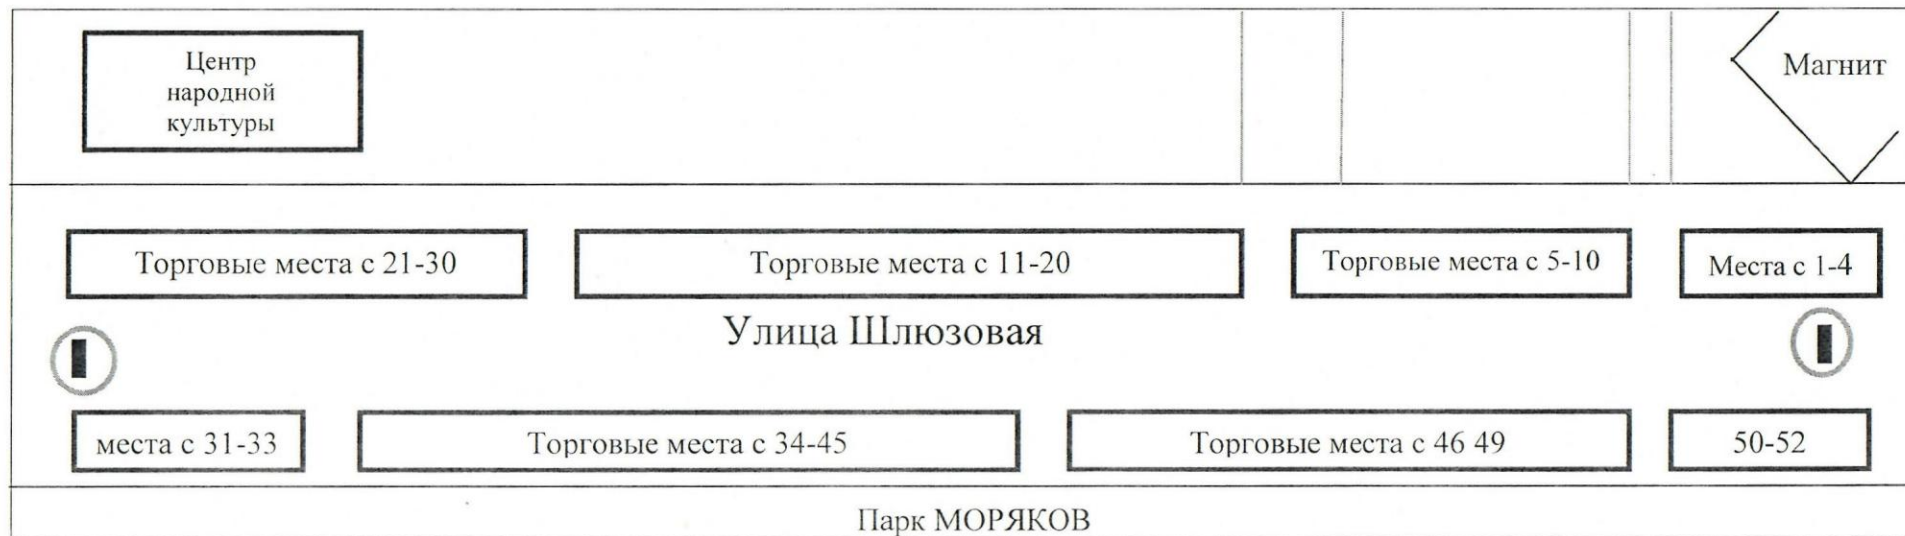 Центр
народной
культуры
Магнит
Торговые места с 21-30
Торговые места с 11-20
Торговые места с 5-10
Места с 1-4
Улица Шлюзовая
места с 31-33
Торговые места с 34-45
Торговые места с 46 49
50-52
Парк МОРЯКОВ